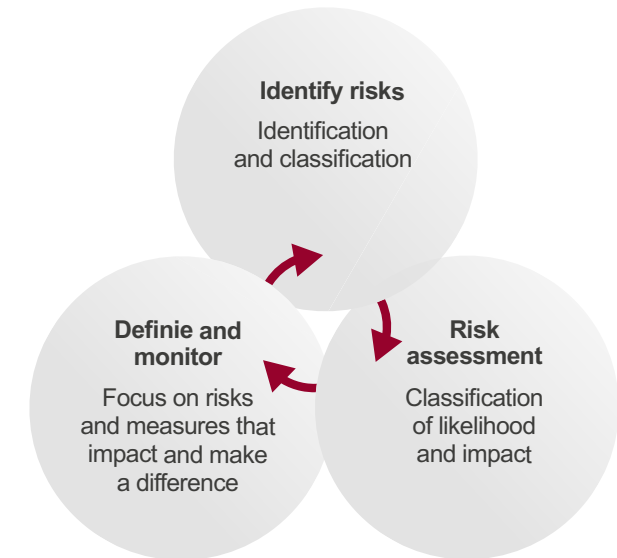 Identify risks
Identification
and classification
Risk
assessment
Classification
of likelihood
and impact
Definie and
monitor
Focus on risks
and measures that
impact and make
a difference